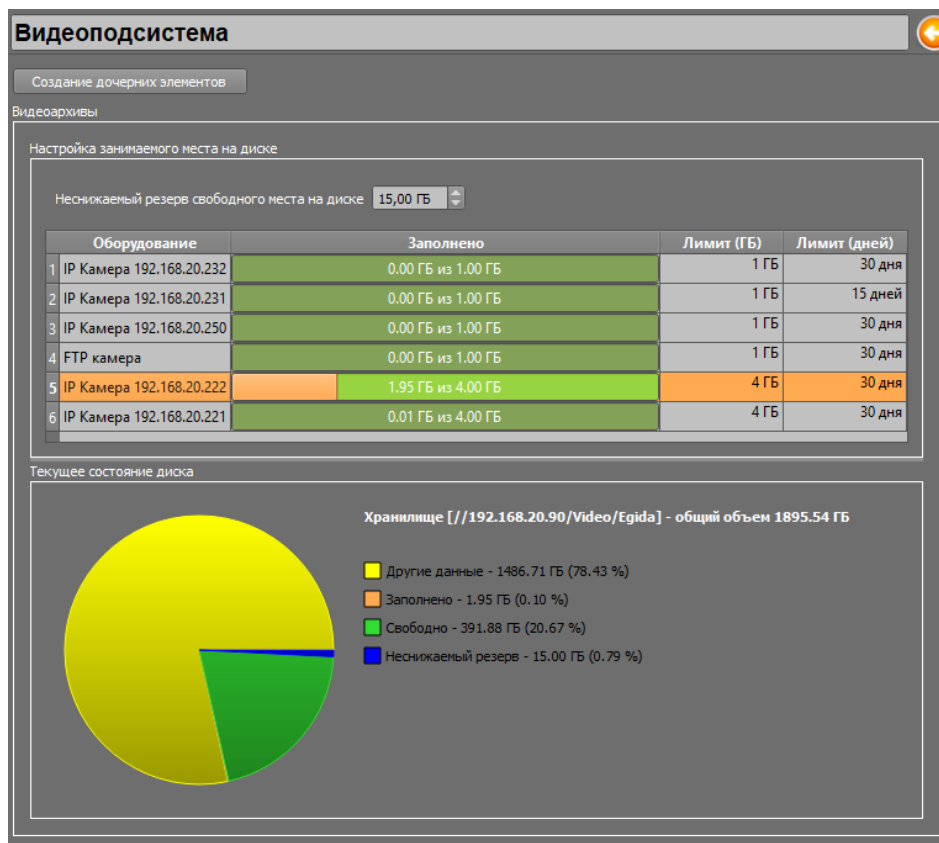 Видеоподсистема
Создание дочерних элементов
Видеоархивы
Настройка занимаемого места на диске
Неснижаемый резерв свободного места на диске 15,00 ГБ
Оборудование Заполнено Лимит (ГБ) Лимит (дней)
1 IP Камера 192.168.20.232 0.00 ГБ из 1.00 ГБ 1 ГБ 30 дня
2 IP Камера 192.168.20.231 0.00 ГБ из 1.00 ГБ 1 ГБ 15 дней
3 IP Камера 192.168.20.250 0.00 ГБ из 1.00 ГБ 1 ГБ 30 дня
4 FTP камера 0.00 ГБ из 1.00 ГБ 1 ГБ 30 дня
5 IP Камера 192.168.20.222 1.95 ГБ из 4.00 ГБ 4 ГБ 30 дня
6 IP Камера 192.168.20.221 0.01 ГБ из 4.00 ГБ 4 ГБ 30 дня
Текущее состояние диска
Хранилище [//192.168.20.90/Video/Egida] - общий объем 1895.54 ГБ
Другие данные - 1486.71 ГБ (78.43 %)
Заполнено - 1.95 ГБ (0.10 %)
Свободно - 391.88 ГБ (20.67 %)
Неснижаемый резерв - 15.00 ГБ (0.79 %)